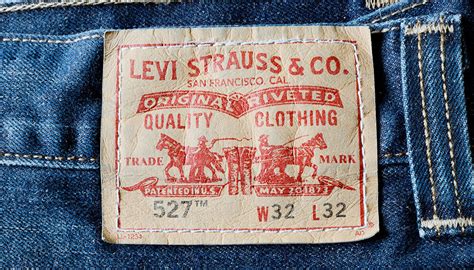 LEVI STRAUSS & CO.
SAN FRANCISCO, CAL.
ORIGINAL RIVETED
QUALITY CLOTHING
TRADE MARK
PATENTED IN U.S. MAY 20 1873
527™ W32 L32